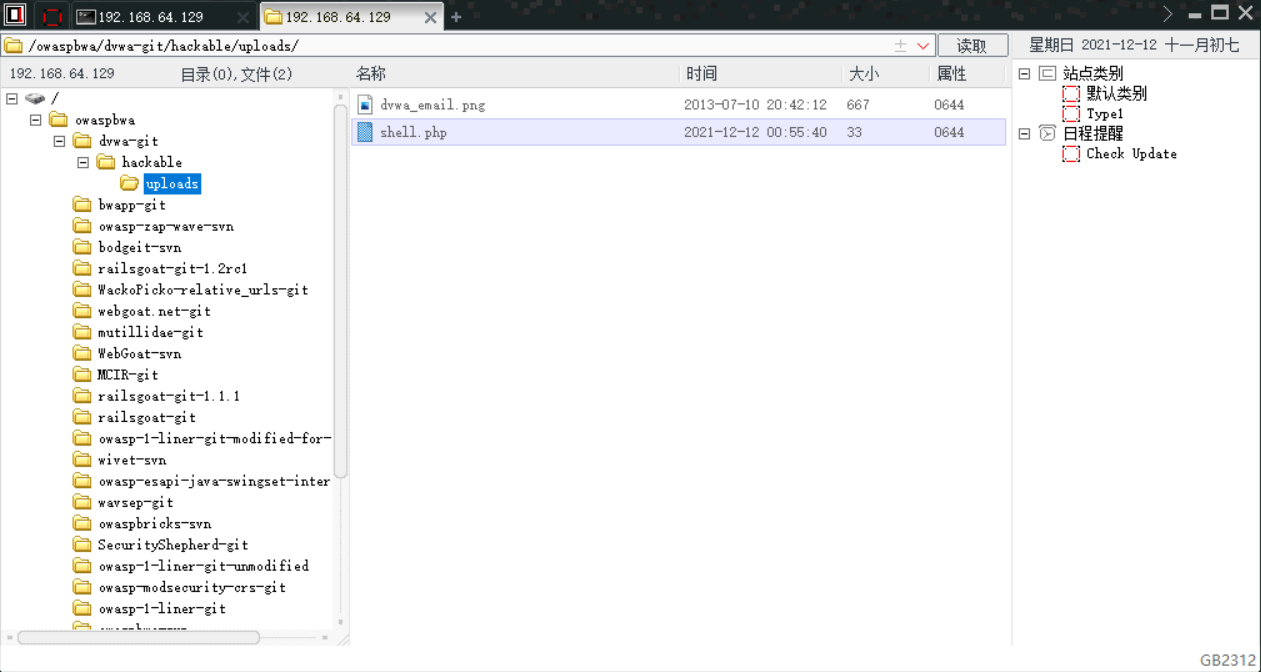 192.168.64.129
192.168.64.129
/owaspbwa/dvwa-git/hackable/uploads/
读取
星期日 2021-12-12 十一月初七
192.168.64.129 目录(0),文件(2)
/
owaspbwa
dvwa-git
hackable
uploads
bwapp-git
owasp-zap-wave-svn
bodgeit-svn
railsgoat-git-1.2rc1
WackoPicko-relative_urls-git
webgoat.net-git
mutillidae-git
WebGoat-svn
MCIR-git
railsgoat-git-1.1.1
railsgoat-git
owasp-1-liner-git-modified-for-
wivet-svn
owasp-esapi-java-swingset-inter
wavsep-git
owaspbricks-svn
SecurityShepherd-git
owasp-1-liner-git-unmodified
owasp-modsecurity-crs-git
owasp-1-liner-git
名称 时间 大小 属性
dvwa_email.png 2013-07-10 20:42:12 667 0644
shell.php 2021-12-12 00:55:40 33 0644
站点类别
默认类别
Type1
日程提醒
Check Update
GB2312